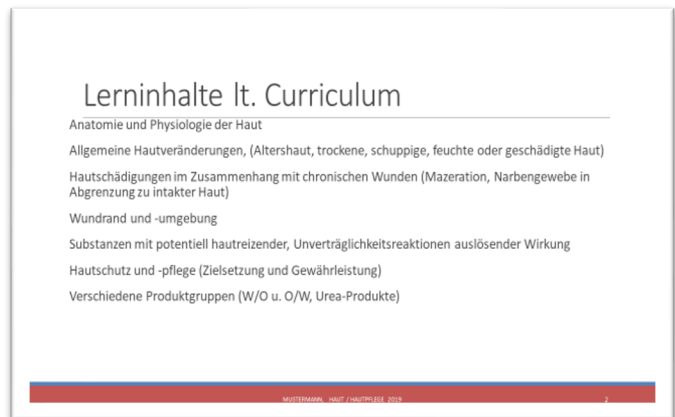 Lerninhalte lt. Curriculum
Anatomie und Physiologie der Haut
Allgemeine Hautveränderungen, (Altershaut, trockene, schuppige, feuchte oder geschädigte Haut)
Hautschädigungen im Zusammenhang mit chronischen Wunden (Mazeration, Narbengewebe in
Abgrenzung zu intakter Haut)
Wundrand und -umgebung
Substanzen mit potentiell hautreizender, Unverträglichkeitsreaktionen auslösender Wirkung
Hautschutz und -pflege (Zielsetzung und Gewährleistung)
Verschiedene Produktgruppen (W/O u. O/W, Urea-Produkte)
MUSTERMANN, HAUT / HAUTPFLEGE 2019
2